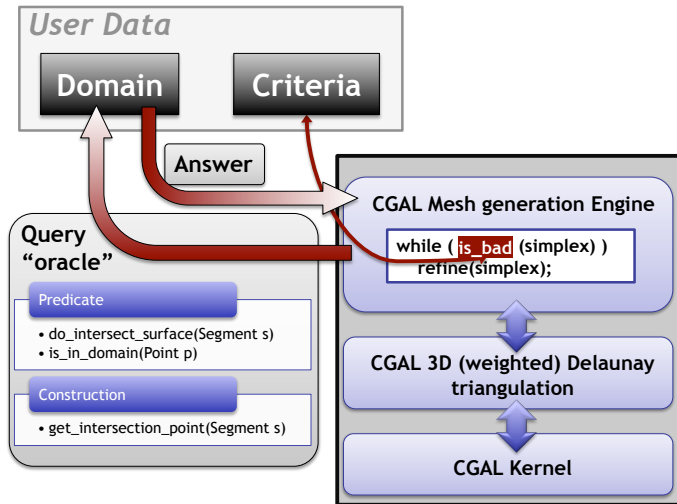 User Data
Domain
Criteria
Answer
Query
“oracle”
Predicate
• do_intersect_surface(Segment s)
• is_in_domain(Point p)
Construction
• get_intersection_point(Segment s)
CGAL Mesh generation Engine
while ( is_bad (simplex) )
refine(simplex);
CGAL 3D (weighted) Delaunay
triangulation
CGAL Kernel